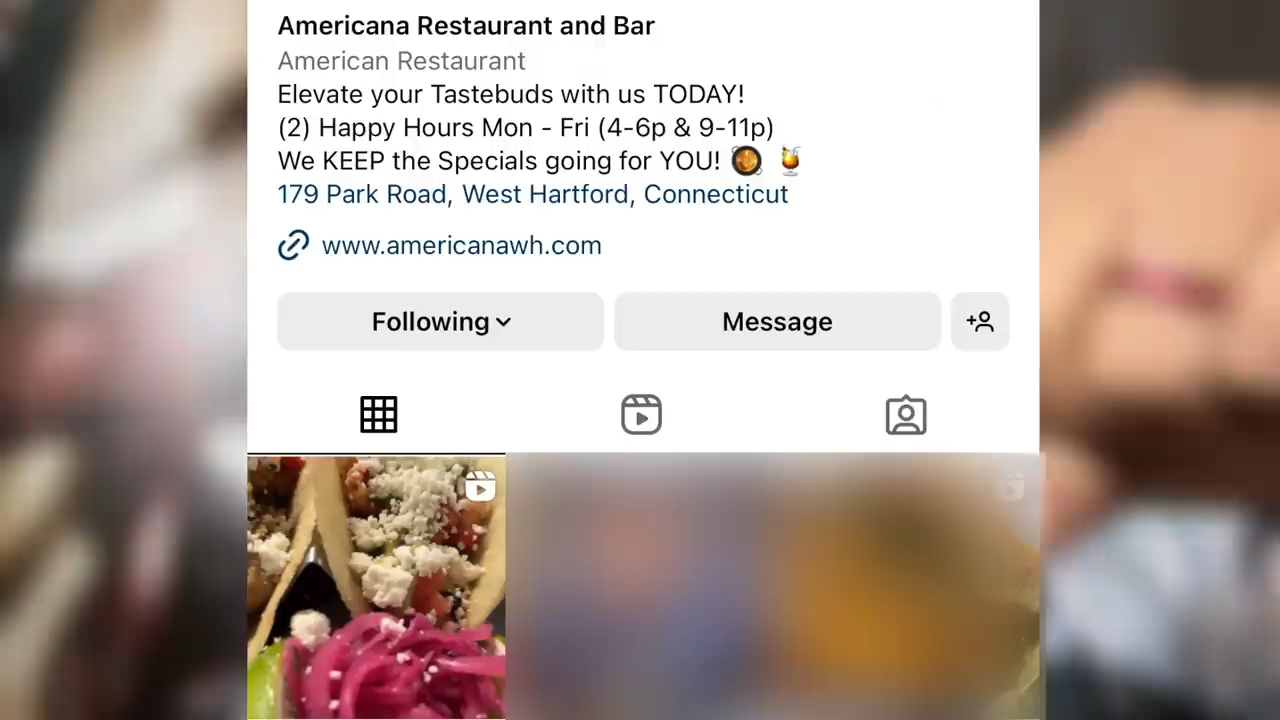 Americana Restaurant and Bar
American Restaurant
Elevate your Tastebuds with us TODAY!
(2) Happy Hours Mon - Fri (4-6p & 9-11p)
We KEEP the Specials going for YOU! 🥘 🍹
179 Park Road, West Hartford, Connecticut
www.americanawh.com
Following
Message